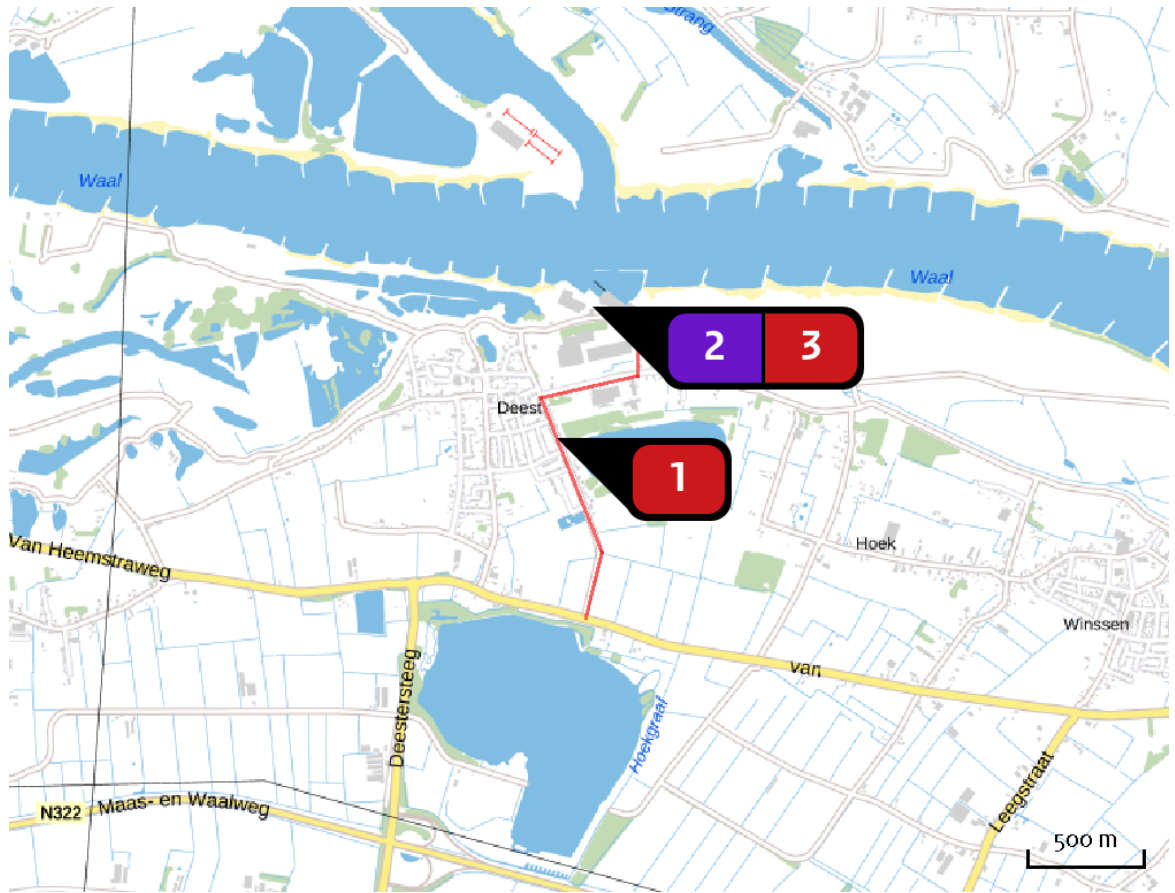 Strang
Waal
Waal
2 3
Deest
1
Hoek
Van Heemstraweg
Winssen
van
Deestersteeg
Hoekgraaf
Leegstraat
N322 Maas- en Waalweg
500 m